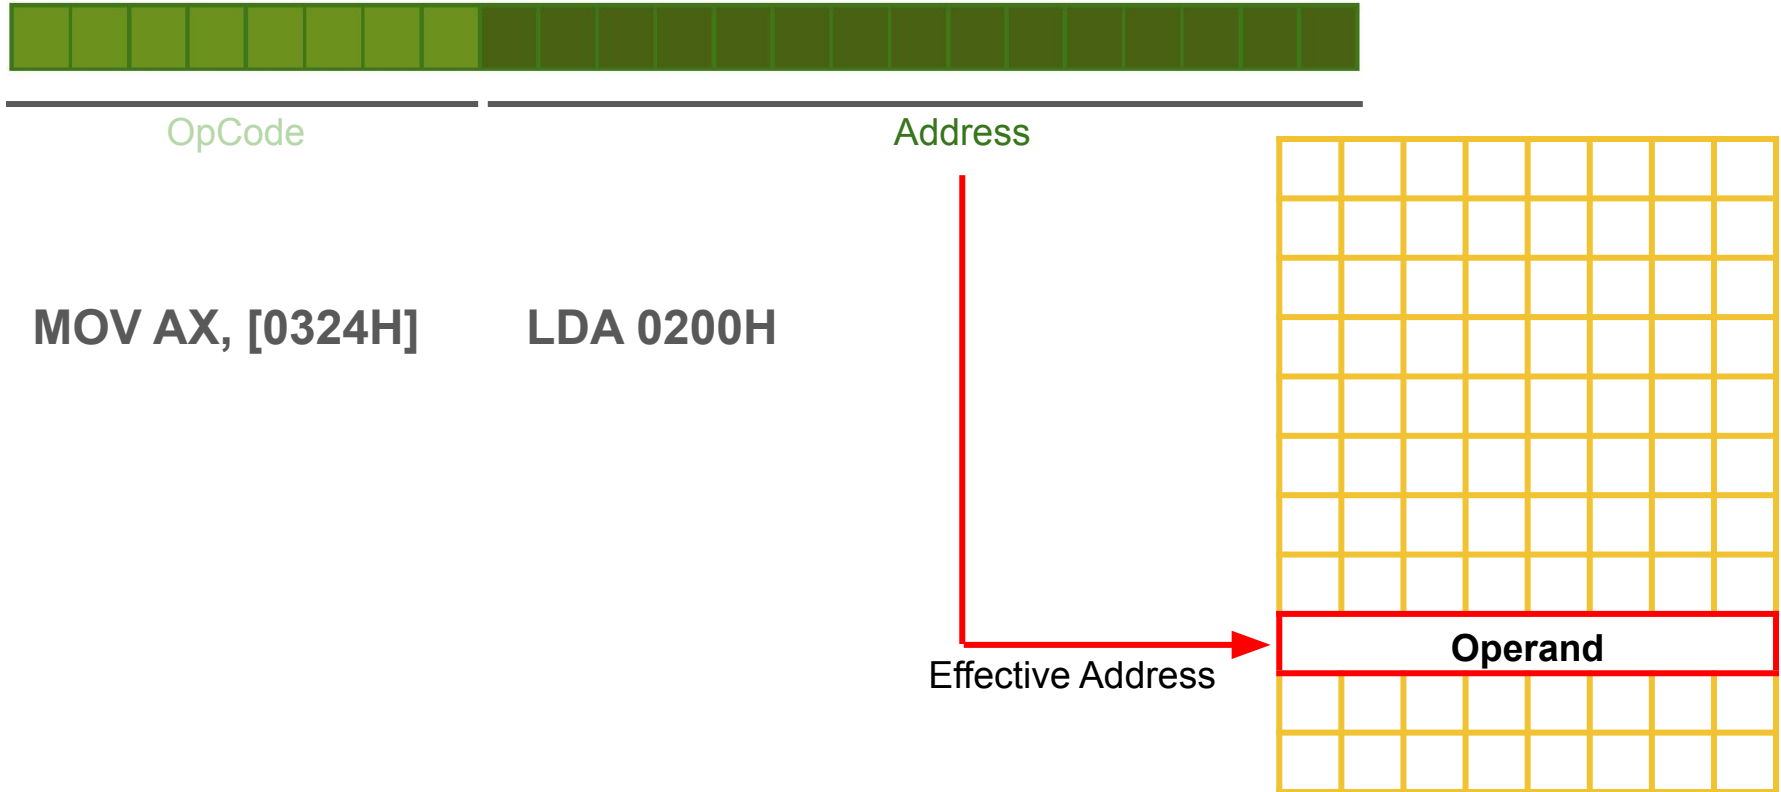 OpCode
Address
MOV AX, [0324H]
LDA 0200H
Operand
Effective Address